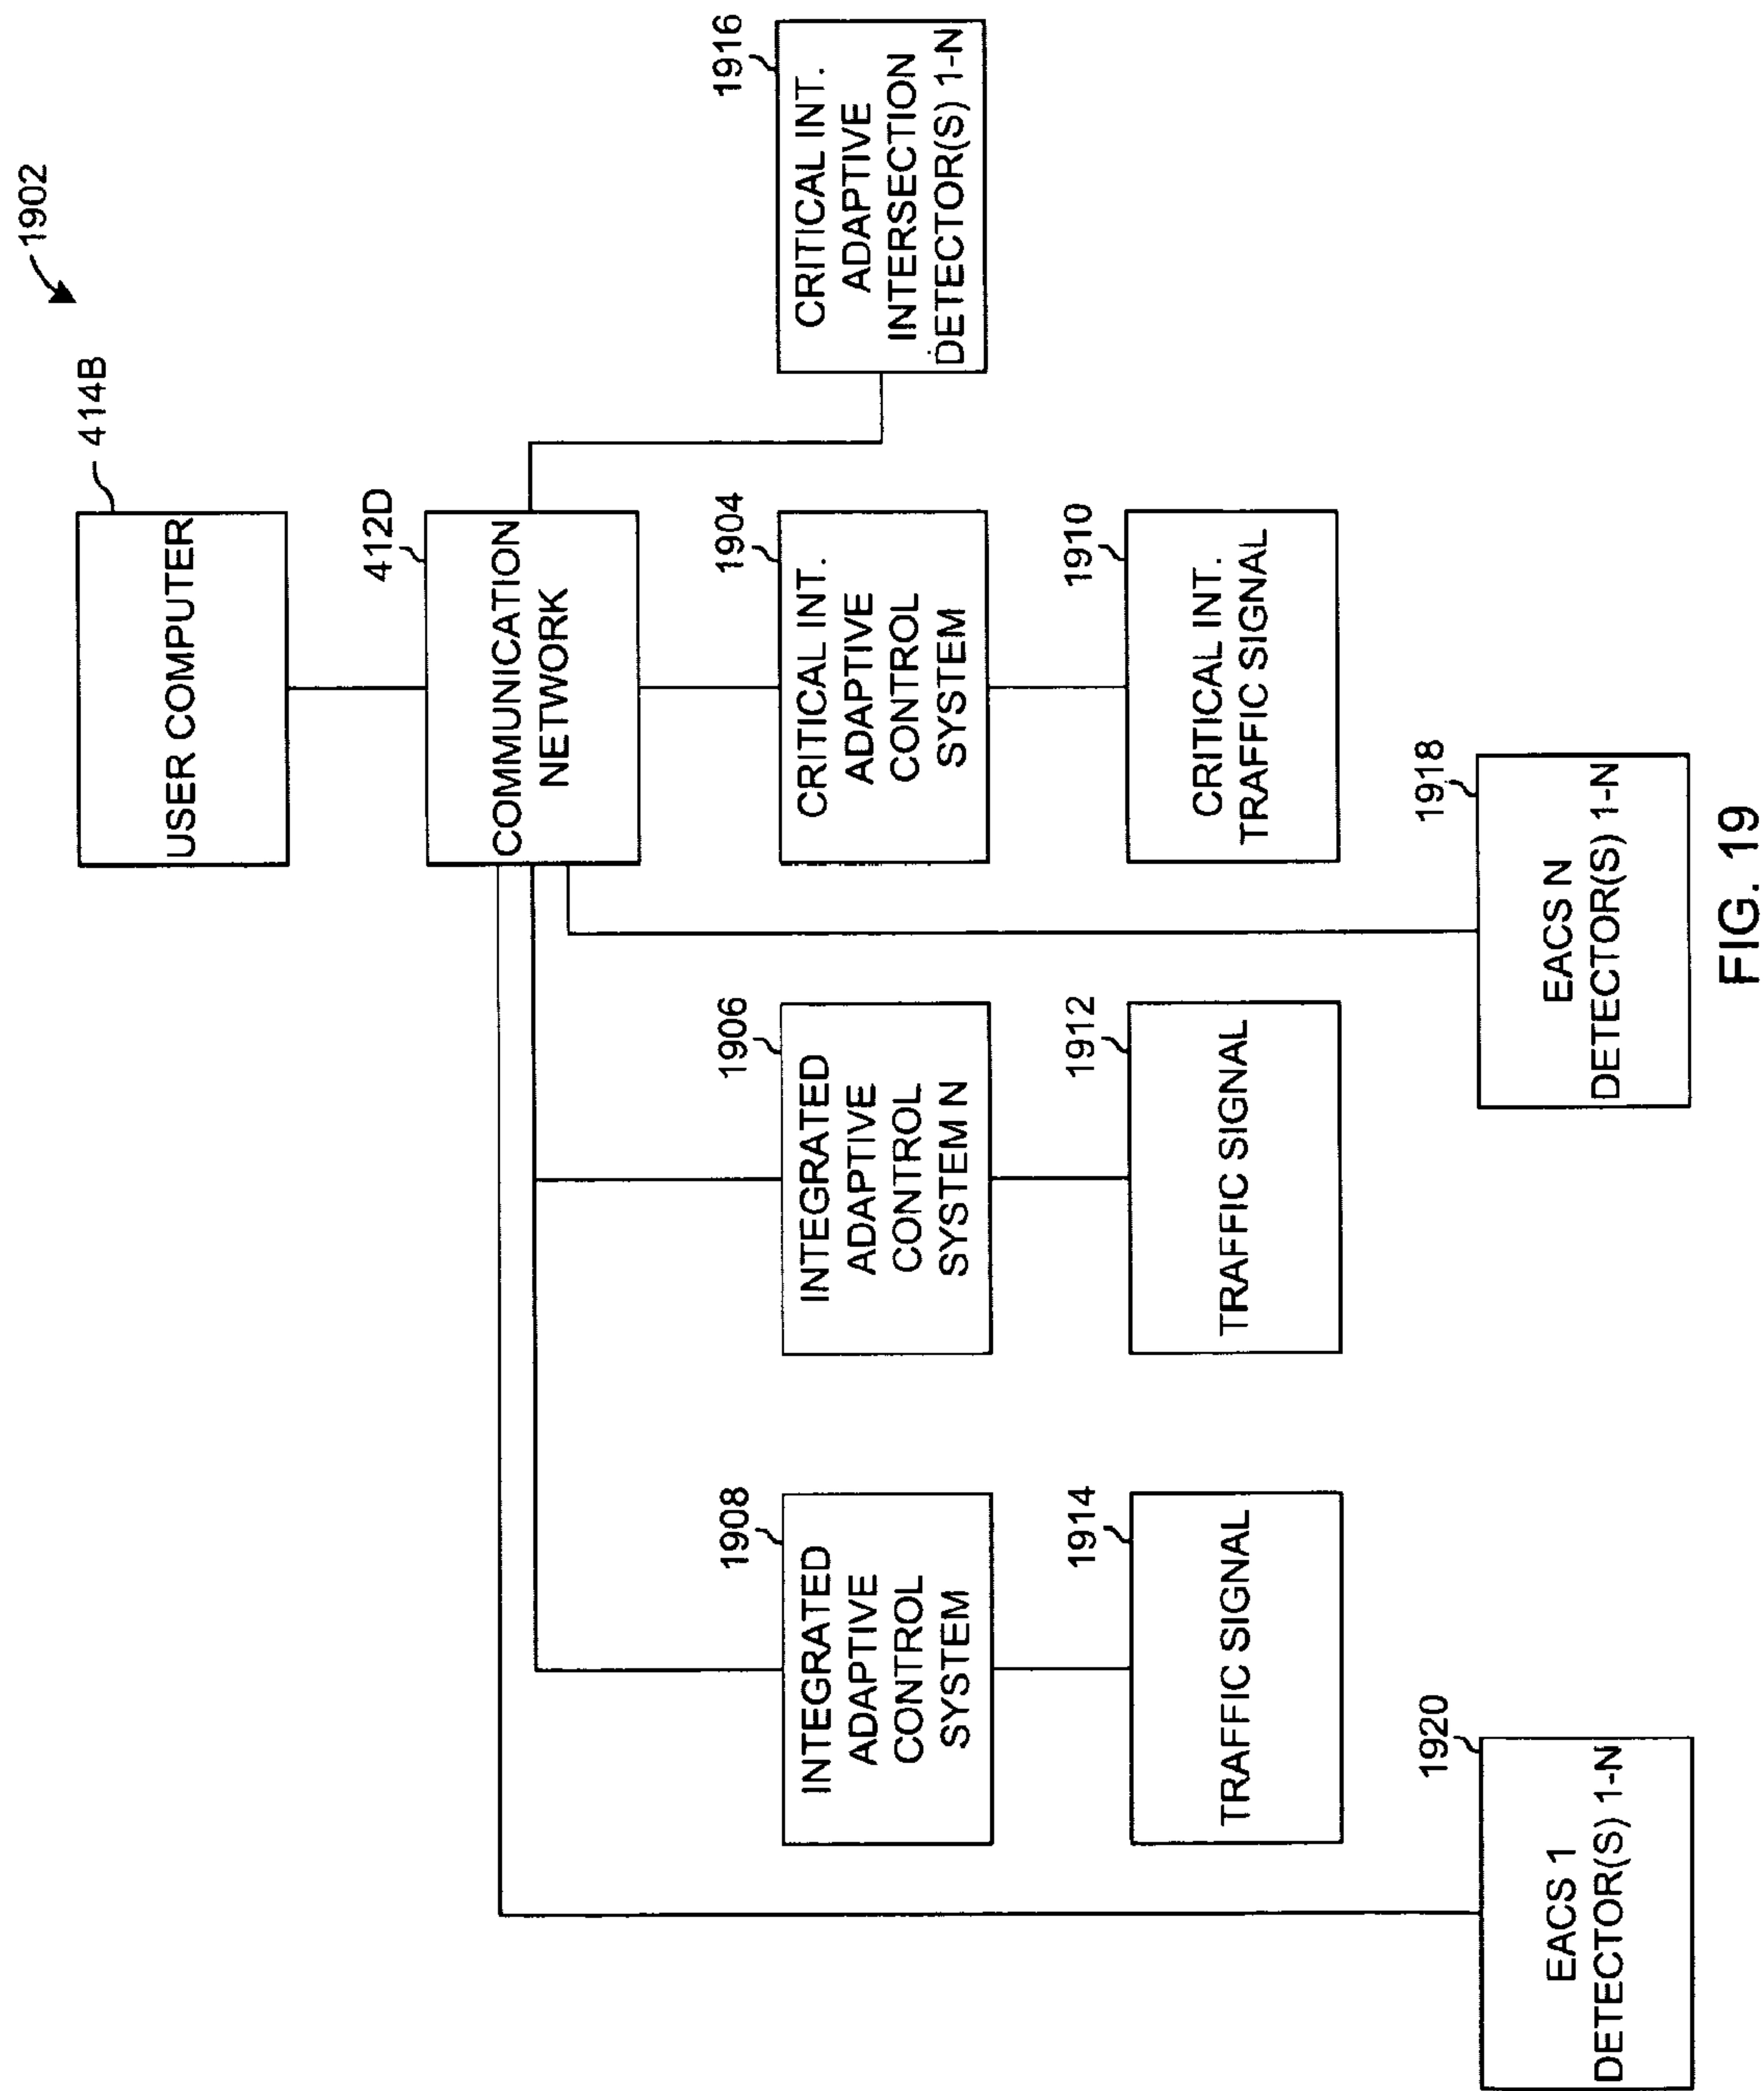 1902
414B
USER COMPUTER
412D
COMMUNICATION
NETWORK
1916
CRITICAL INT.
ADAPTIVE
INTERSECTION
DETECTOR(S) 1-N
1908
INTEGRATED
ADAPTIVE
CONTROL
SYSTEM
1906
INTEGRATED
ADAPTIVE
CONTROL
SYSTEM N
1904
CRITICAL INT.
ADAPTIVE
CONTROL
SYSTEM
1914
TRAFFIC SIGNAL
1912
TRAFFIC SIGNAL
1910
CRITICAL INT.
TRAFFIC SIGNAL
1920
EACS 1
DETECTOR(S) 1-N
1918
EACS N
DETECTOR(S) 1-N
FIG. 19